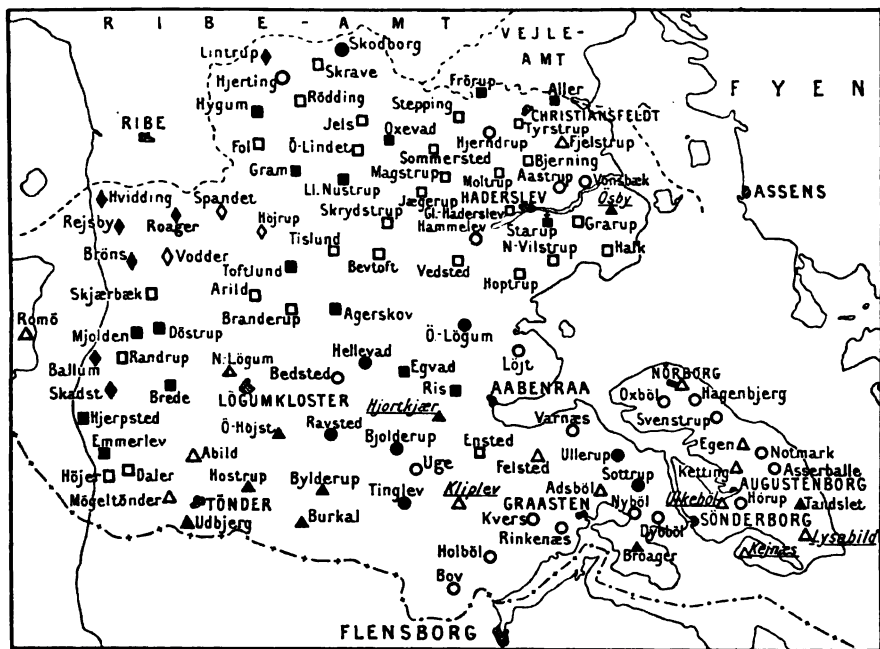 RIBE-AMT
VEJLE-
AMT
FYEN
Skodborg
Lintrup
Skrave
Hjerting
Frörup
Aller
Rödding
Stepping
Hygum
CHRISTIANSFELDT
Tyrstrup
RIBE
Jels
Oxevad
Hjerndrup
Fjelstrup
Fol
Ö-Lindet
Sommersted
Bjerning
Gram
Magstrup
Moltrup
Aastrup
Vonsbæk
Ll. Nustrup
Hvidding
Spandet
Jægerup
HADERSLEV
Ösby
ASSENS
Rejsby
Roager
Höjrup
Skrydstrup
Gl-Haderslev
Hammelev
Starup
Grarup
Tislund
N-Vilstrup
Halk
Bröns
Vodder
Toftlund
Bevtoft
Vedsted
Hoptrup
Skjærbæk
Arild
Romö
Branderup
Agerskov
Mjolden
Döstrup
Ö-Lögum
Randrup
N-Lögum
Hellevad
Löjt
Ballum
Bedsted
Egvad
NORBORG
Skadst
Brede
LÖGUMKLOSTER
Ris
AABENRAA
Oxböl
Hagenbjerg
Hjerpsted
Hjortkjær
Svenstrup
Ö-Höjst
Ravsted
Varnæs
Emmerlev
Bjolderup
Ensted
Egen
Notmark
Abild
Felsted
Ullerup
Höjer
Daler
Uge
Ketting
Asserballe
Hostrup
Bylderup
Sottrup
AUGUSTENBORG
Mögeltönder
Tinglev
Kliplev
Adsböl
Ulkeböl
Hörup
Tandslet
TÖNDER
GRAASTEN
Nyböl
Udbjerg
Burkal
Kvers
Dyböl
SÖNDERBORG
Lysabild
Rinkenæs
Broager
Kejnæs
Holböl
Bov
FLENSBORG